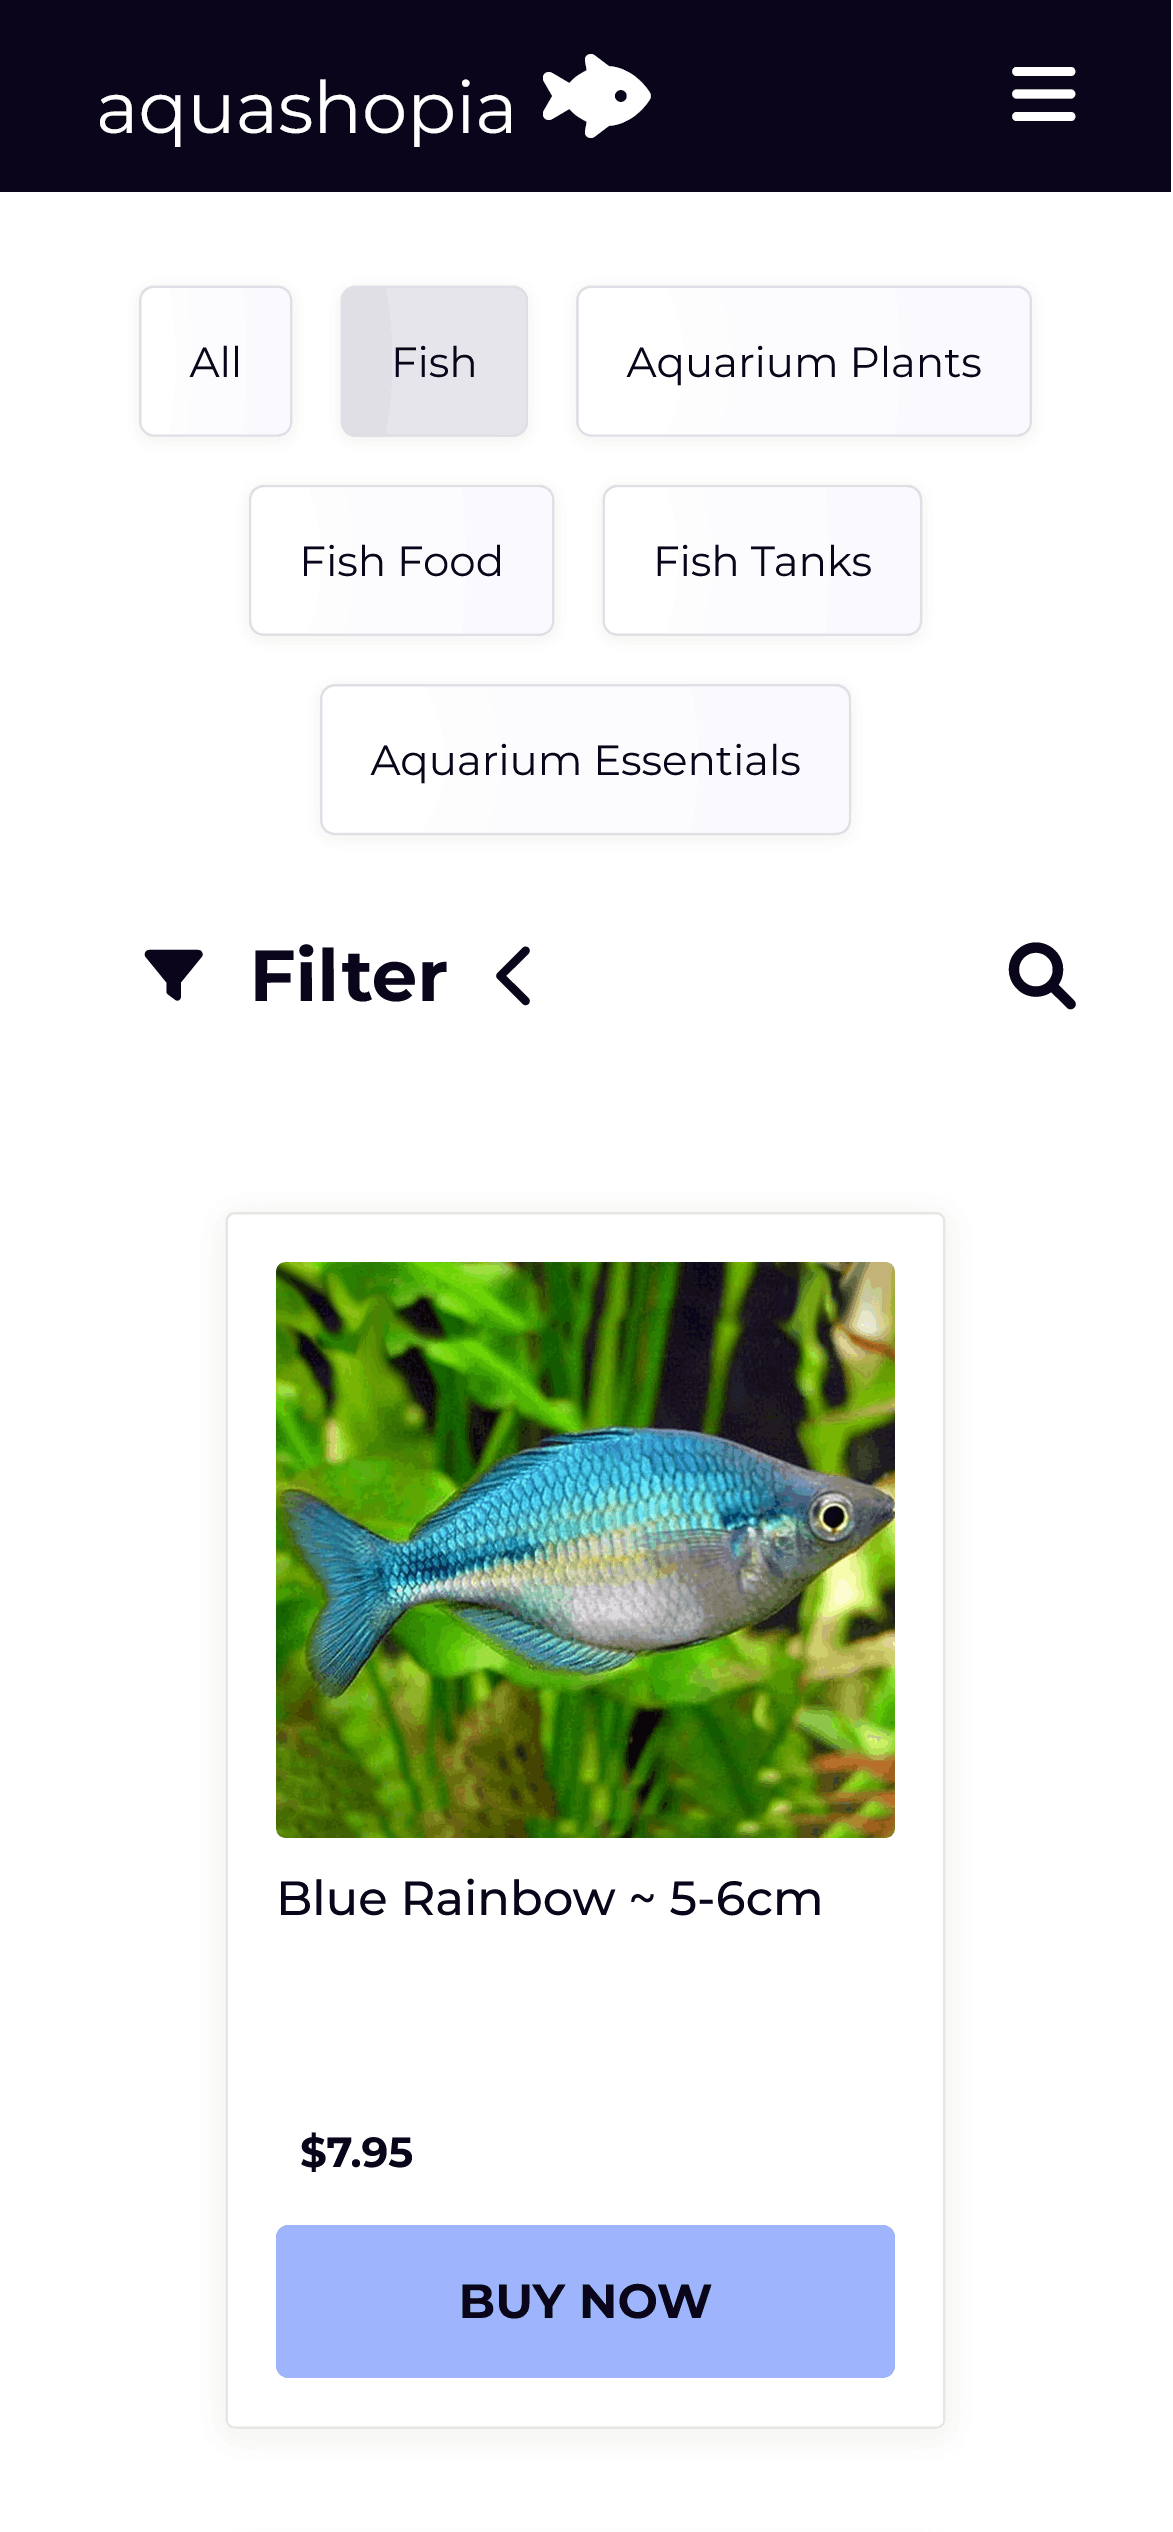 aquashopia
All Fish Aquarium Plants
Fish Food Fish Tanks
Aquarium Essentials
Filter
Blue Rainbow ~ 5-6cm
$7.95
BUY NOW